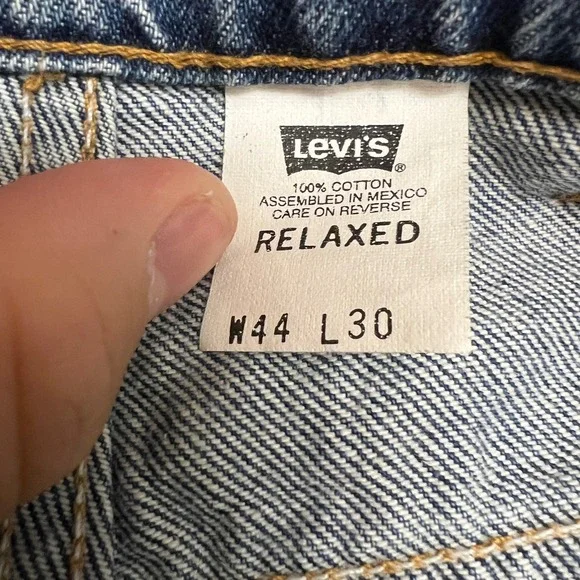 Levi's ®
100% COTTON
ASSEMBLED IN MEXICO
CARE ON REVERSE
RELAXED
W44 L30